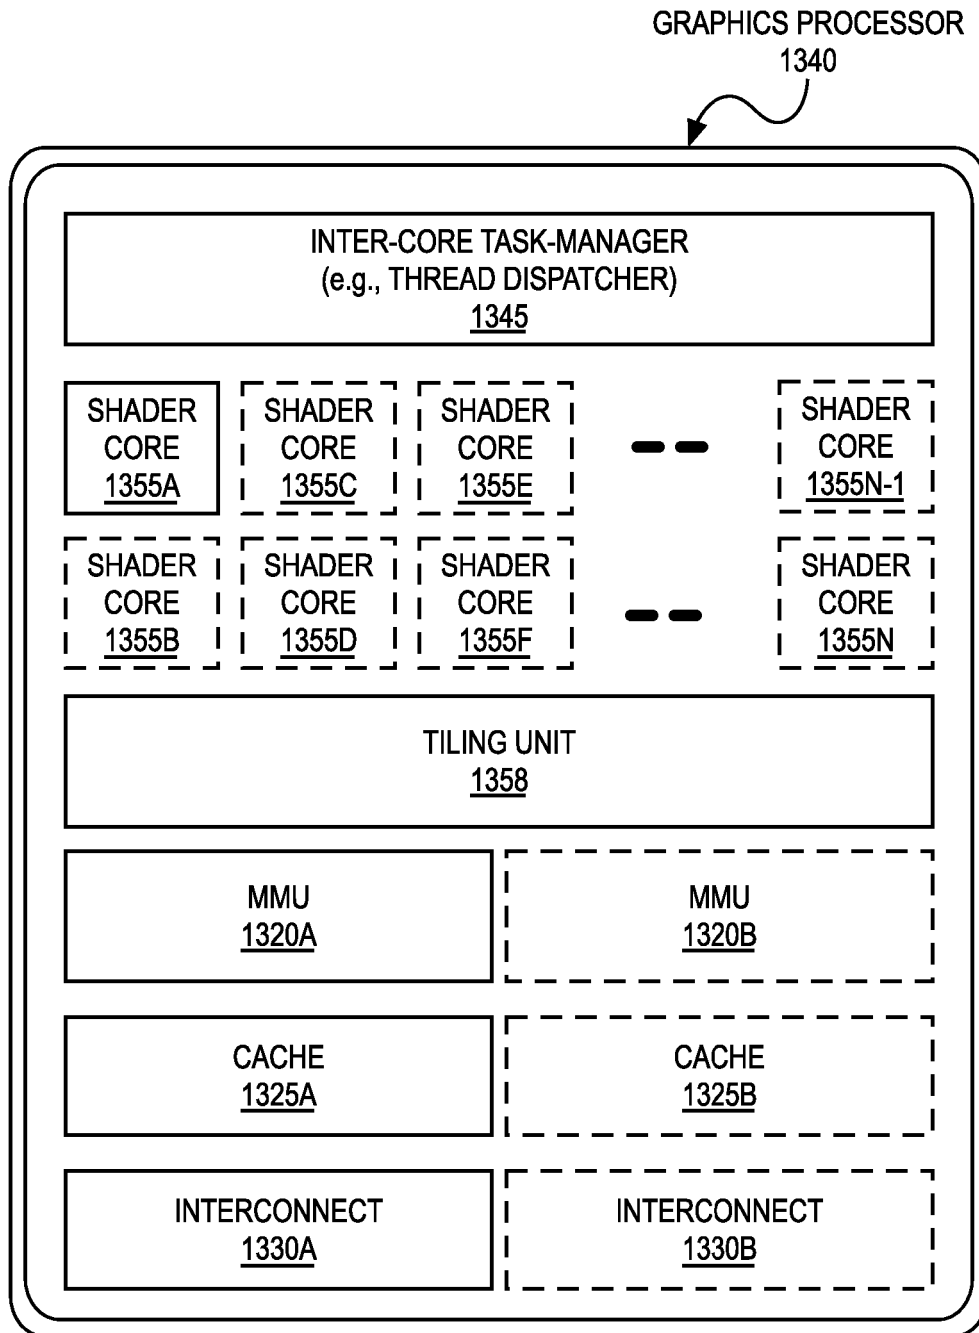 GRAPHICS PROCESSOR
1340
INTER-CORE TASK-MANAGER
(e.g., THREAD DISPATCHER)
1345
SHADER CORE 1355A
SHADER CORE 1355C
SHADER CORE 1355E
SHADER CORE 1355N-1
SHADER CORE 1355B
SHADER CORE 1355D
SHADER CORE 1355F
SHADER CORE 1355N
TILING UNIT
1358
MMU
1320A
MMU
1320B
CACHE
1325A
CACHE
1325B
INTERCONNECT
1330A
INTERCONNECT
1330B